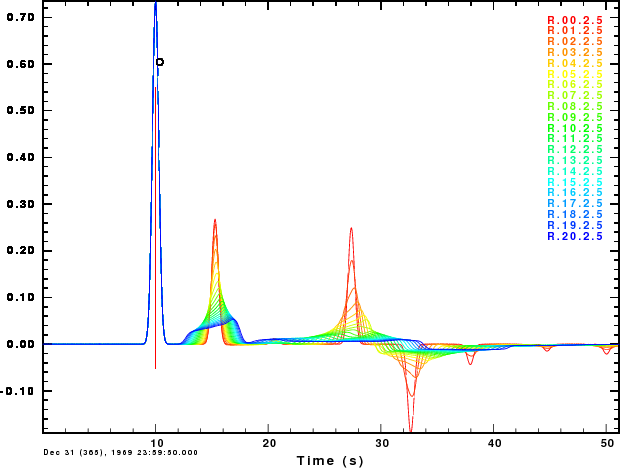 0.70
0.60
0.50
0.40
0.30
0.20
0.10
0.00
-0.10
R.00.2.5
R.01.2.5
R.02.2.5
R.03.2.5
R.04.2.5
R.05.2.5
R.06.2.5
R.07.2.5
R.08.2.5
R.09.2.5
R.10.2.5
R.11.2.5
R.12.2.5
R.13.2.5
R.14.2.5
R.15.2.5
R.16.2.5
R.17.2.5
R.18.2.5
R.19.2.5
R.20.2.5
10 20 30 40 50
Dec 31 (365), 1969 23:59:50.000
Time (s)